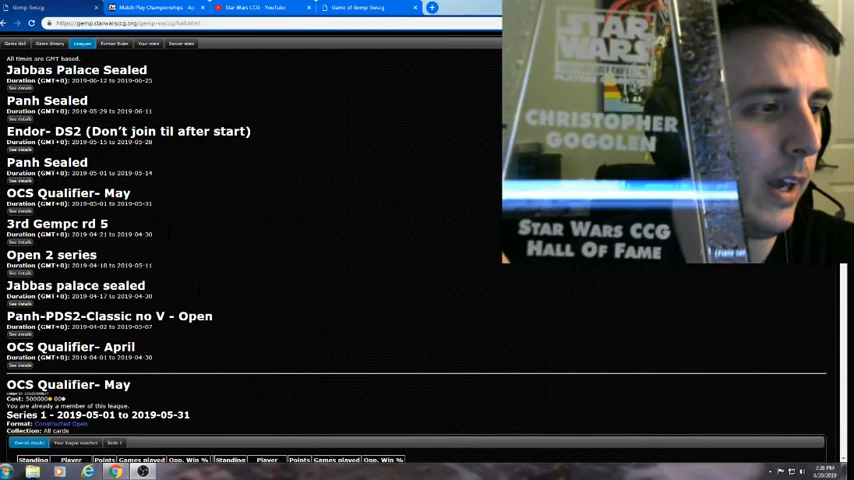 Gemp Swccg
Match Play Championships - Ap
Star Wars CCG - YouTube
Game of Gemp Swccg
https://gemp.starwarsccg.org/gemp-swccg/hall.html
Game Hall
Game History
Leagues
Format Rules
Your stats
Server stats
All times are GMT based.
Jabbas Palace Sealed
Duration (GMT+0): 2019-06-12 to 2019-06-25
See details
Panh Sealed
Duration (GMT+0): 2019-05-29 to 2019-06-11
See details
Endor- DS2 (Don't join til after start)
Duration (GMT+0): 2019-05-15 to 2019-05-28
See details
Panh Sealed
Duration (GMT+0): 2019-05-01 to 2019-05-14
See details
OCS Qualifier- May
Duration (GMT+0): 2019-05-01 to 2019-05-31
See details
3rd Gempc rd 5
Duration (GMT+0): 2019-04-21 to 2019-04-30
See details
Open 2 series
Duration (GMT+0): 2019-04-18 to 2019-05-11
See details
Jabbas palace sealed
Duration (GMT+0): 2019-04-17 to 2019-04-30
See details
Panh-PDS2-Classic no V - Open
Duration (GMT+0): 2019-04-02 to 2019-05-07
See details
OCS Qualifier- April
Duration (GMT+0): 2019-04-01 to 2019-04-30
See details
OCS Qualifier- May
Cost:
You are already a member of this league.
Series 1 - 2019-05-01 to 2019-05-31
Format: Constructed Open
Collection: All cards
Overall results
Your league matches
Serie 1
Standing Player Points Games played Opp. Win % Standing Player Points Games played Opp. Win %
STAR
WARS
CHRISTOPHER
GOGOLEN
STAR WARS CCG
HALL OF FAME
7:36 PM
4/30/2019